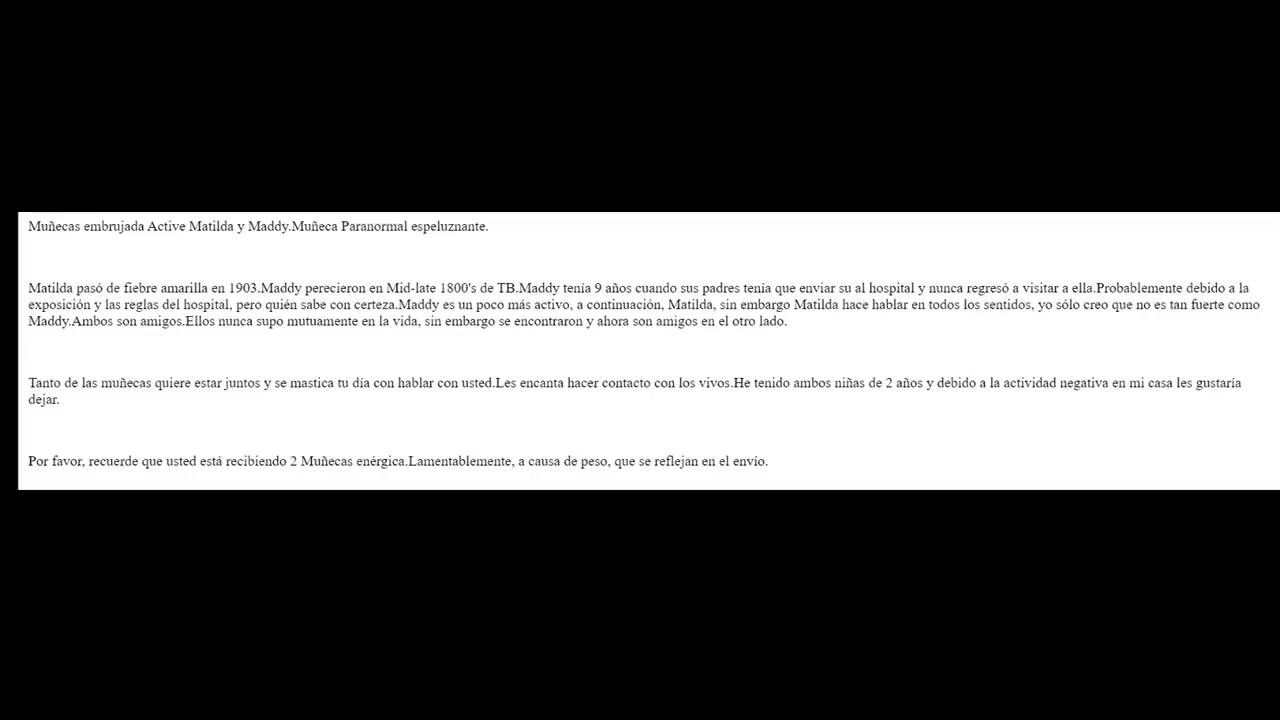 Muñecas embrujada Active Matilda y Maddy.Muñeca Paranormal espeluznante.
Matilda pasó de fiebre amarilla en 1903.Maddy perecieron en Mid-late 1800's de TB.Maddy tenía 9 años cuando sus padres tenía que enviar su al hospital y nunca regresó a visitar a ella.Probablemente debido a la
exposición y las reglas del hospital, pero quién sabe con certeza.Maddy es un poco más activo, a continuación, Matilda, sin embargo Matilda hace hablar en todos los sentidos, yo sólo creo que no es tan fuerte como
Maddy.Ambos son amigos.Ellos nunca supo mutuamente en la vida, sin embargo se encontraron y ahora son amigos en el otro lado.
Tanto de las muñecas quiere estar juntos y se mastica tu día con hablar con usted.Les encanta hacer contacto con los vivos.He tenido ambos niñas de 2 años y debido a la actividad negativa en mi casa les gustaría
dejar.
Por favor, recuerde que usted está recibiendo 2 Muñecas enérgica.Lamentablemente, a causa de peso, que se reflejan en el envío.